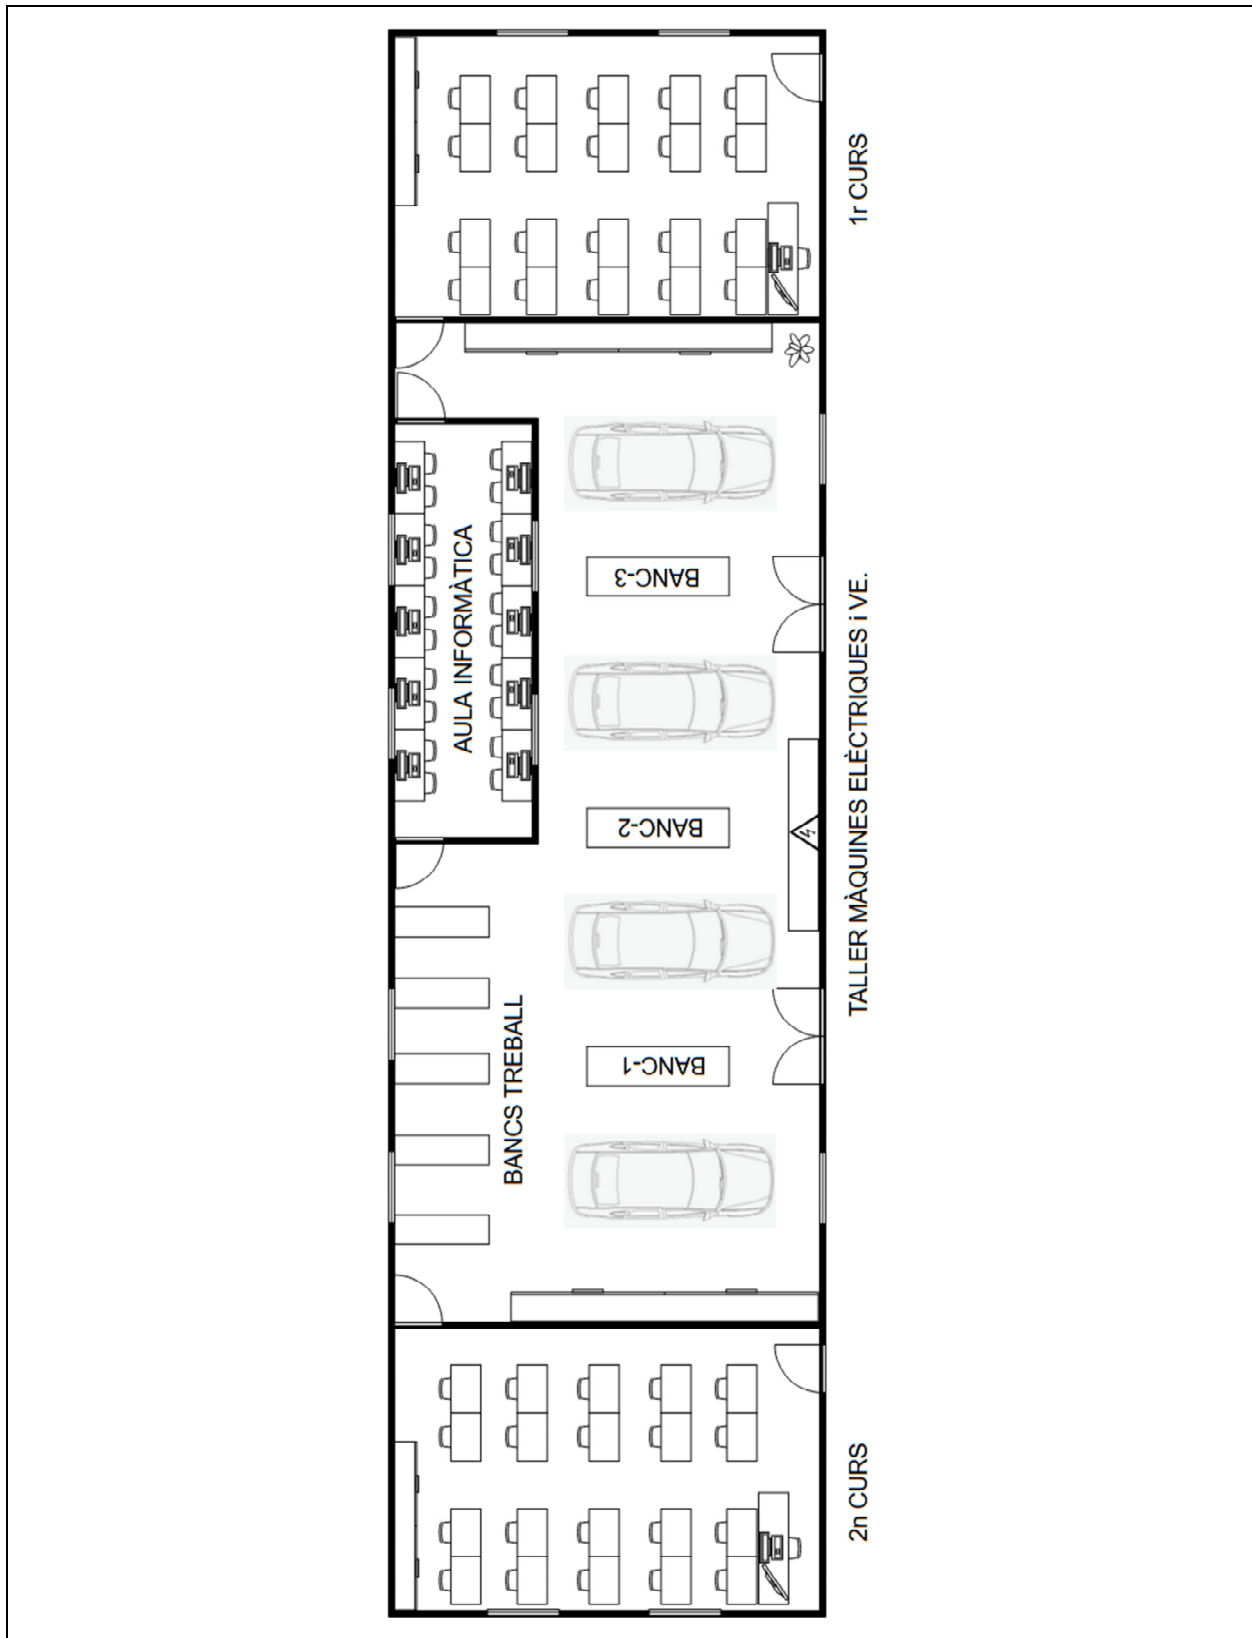 1r CURS
AULA INFORMÀTICA
BANC-3
TALLER MÀQUINES ELÈCTRIQUES i VE.
BANC-2
BANCS TREBALL
BANC-1
2n CURS